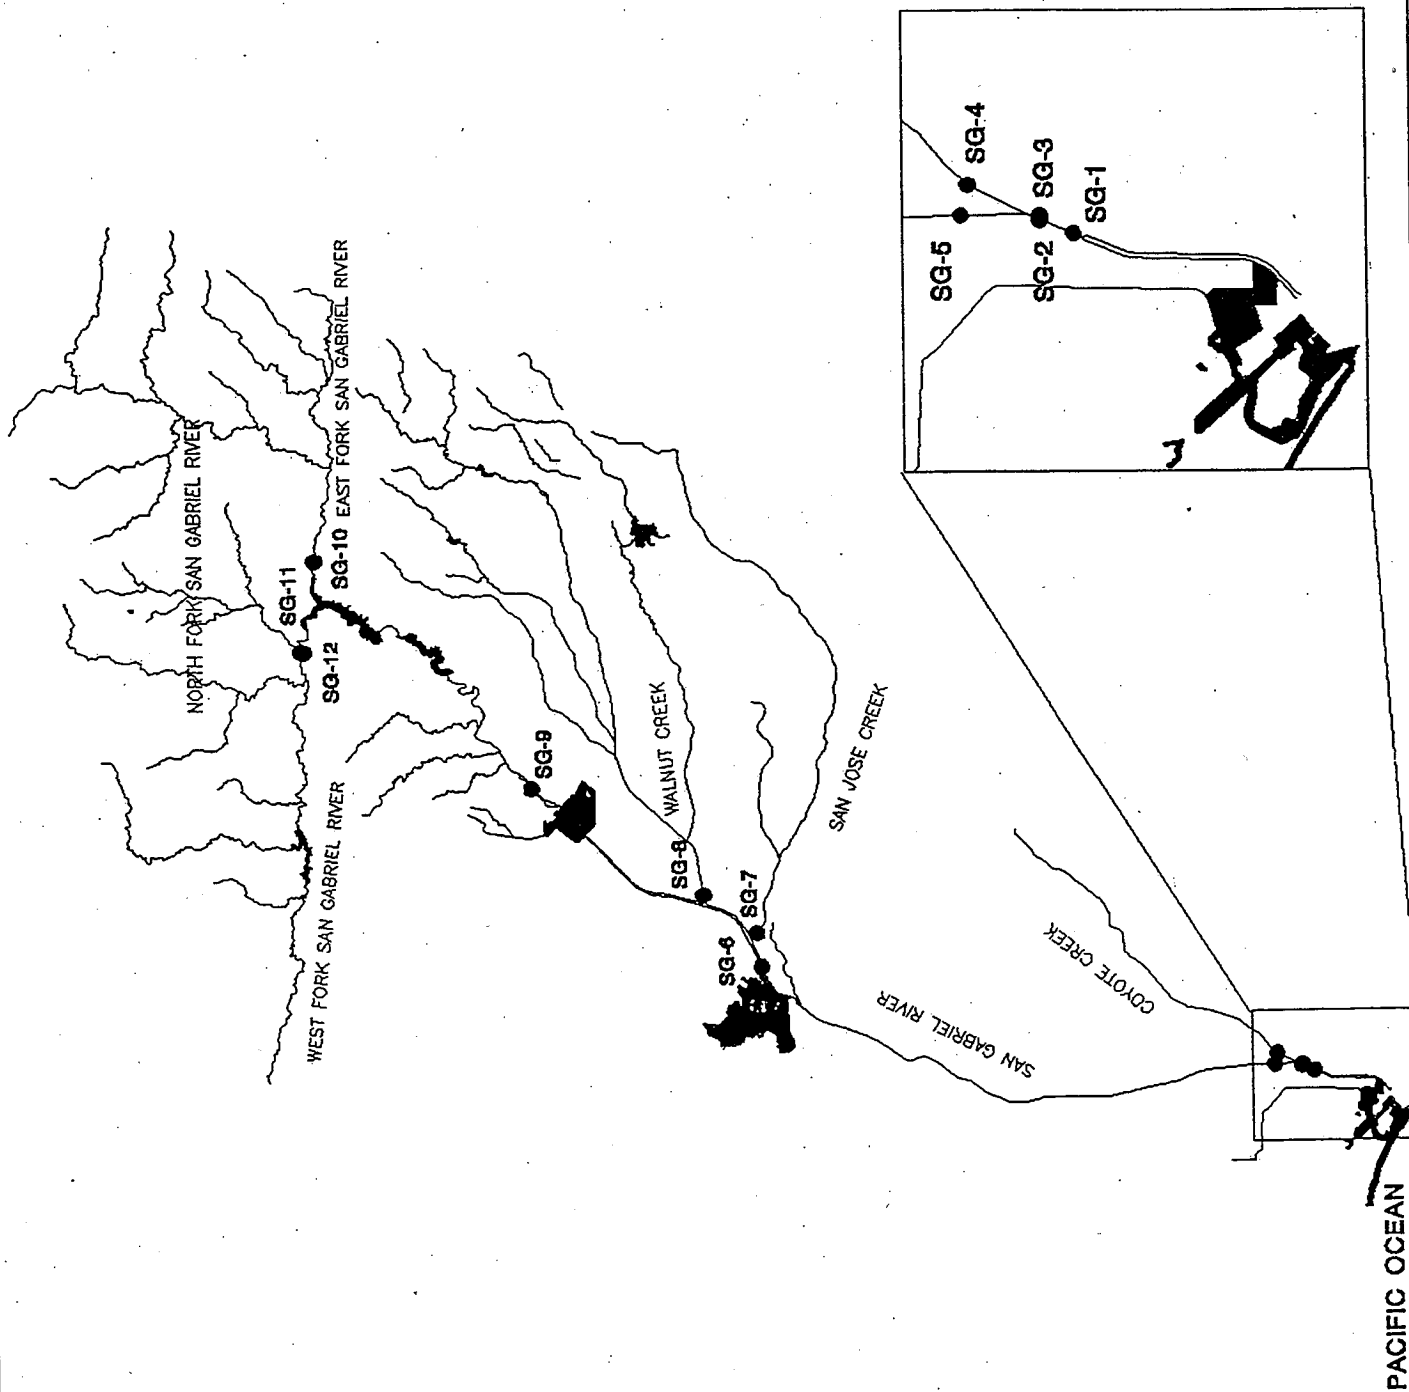 NORTH FORK SAN GABRIEL RIVER
EAST FORK SAN GABRIEL RIVER
WEST FORK SAN GABRIEL RIVER
SG-11
SG-10
SG-12
SG-9
WALNUT CREEK
SG-8
SG-7
SG-6
SAN JOSE CREEK
SAN GABRIEL RIVER
COYOTE CREEK
PACIFIC OCEAN
SG-4
SG-5
SG-3
SG-2
SG-1